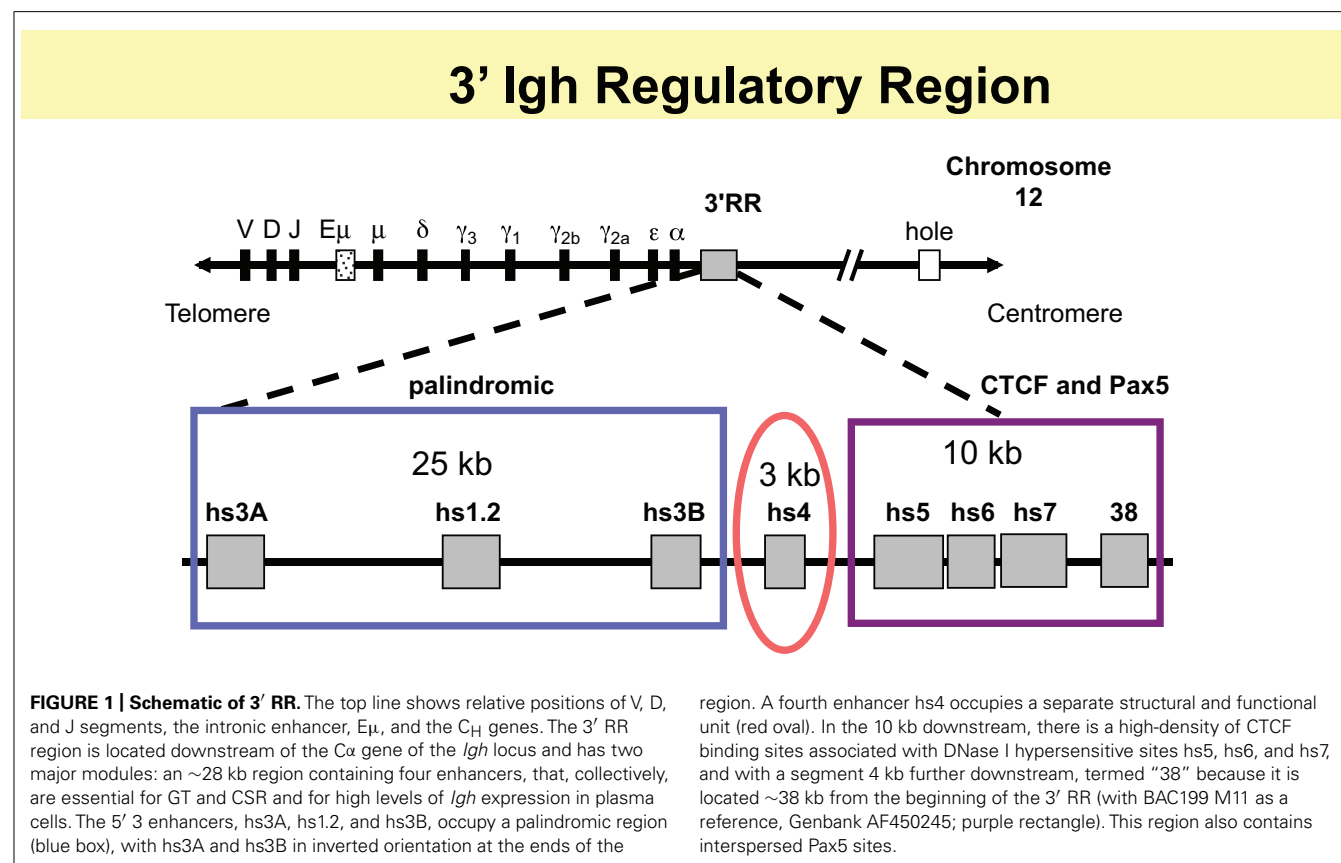 3’ Igh Regulatory Region
Chromosome
12
3'RR
V D J Eμ μ δ γ3 γ1 γ2b γ2a ε α hole
Telomere Centromere
palindromic CTCF and Pax5
25 kb 3 kb 10 kb
hs3A hs1.2 hs3B hs4 hs5 hs6 hs7 38
FIGURE 1 | Schematic of 3′ RR. The top line shows relative positions of V, D,
and J segments, the intronic enhancer, Eμ, and the CH genes. The 3′ RR
region is located downstream of the Cα gene of the Igh locus and has two
major modules: an ∼28 kb region containing four enhancers, that, collectively,
are essential for GT and CSR and for high levels of Igh expression in plasma
cells. The 5′ 3 enhancers, hs3A, hs1.2, and hs3B, occupy a palindromic region
(blue box), with hs3A and hs3B in inverted orientation at the ends of the
region. A fourth enhancer hs4 occupies a separate structural and functional
unit (red oval). In the 10 kb downstream, there is a high-density of CTCF
binding sites associated with DNase I hypersensitive sites hs5, hs6, and hs7,
and with a segment 4 kb further downstream, termed “38” because it is
located ∼38 kb from the beginning of the 3′ RR (with BAC199 M11 as a
reference, Genbank AF450245; purple rectangle). This region also contains
interspersed Pax5 sites.